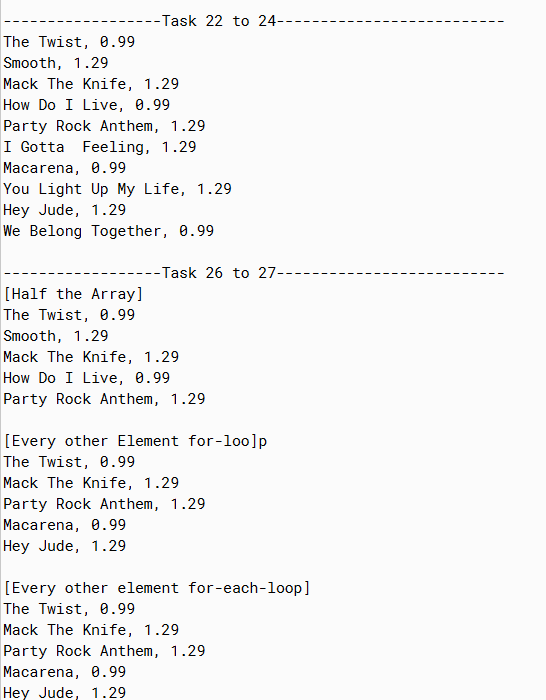 ------------------Task 22 to 24--------------------------
The Twist, 0.99
Smooth, 1.29
Mack The Knife, 1.29
How Do I Live, 0.99
Party Rock Anthem, 1.29
I Gotta  Feeling, 1.29
Macarena, 0.99
You Light Up My Life, 1.29
Hey Jude, 1.29
We Belong Together, 0.99
------------------Task 26 to 27--------------------------
[Half the Array]
The Twist, 0.99
Smooth, 1.29
Mack The Knife, 1.29
How Do I Live, 0.99
Party Rock Anthem, 1.29
[Every other Element for-loo]p
The Twist, 0.99
Mack The Knife, 1.29
Party Rock Anthem, 1.29
Macarena, 0.99
Hey Jude, 1.29
[Every other element for-each-loop]
The Twist, 0.99
Mack The Knife, 1.29
Party Rock Anthem, 1.29
Macarena, 0.99
Hey Jude, 1.29